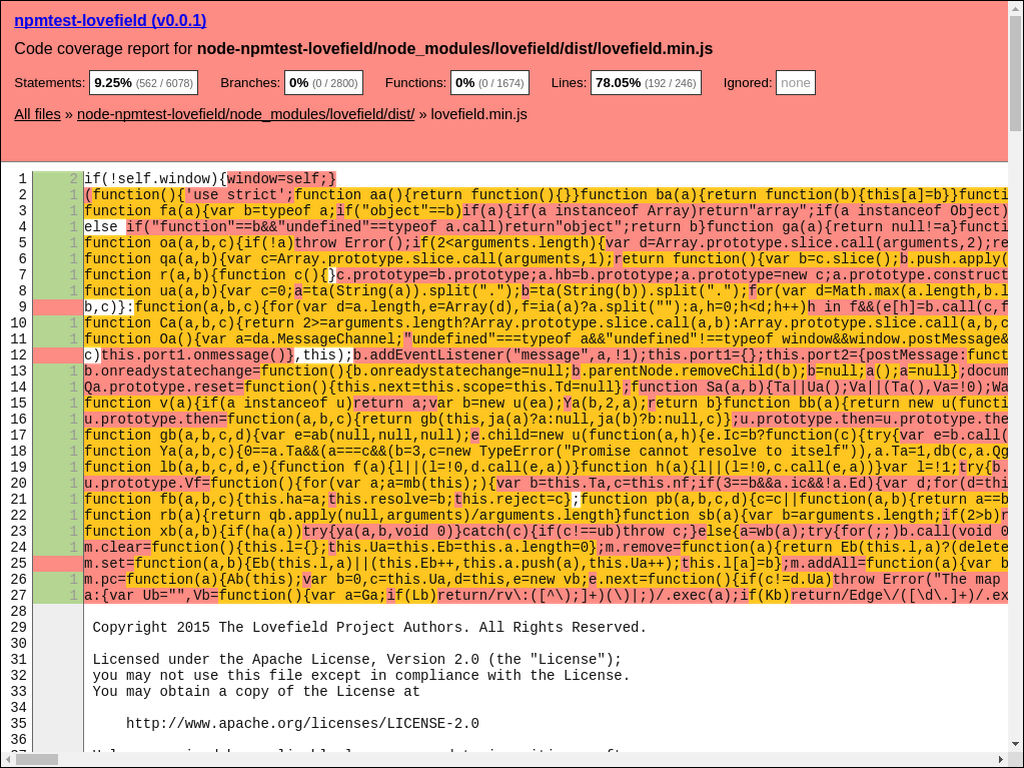 npmtest-lovefield (v0.0.1)
Code coverage report for node-npmtest-lovefield/node_modules/lovefield/dist/lovefield.min.js
Statements: 9.25% (562 / 6078) Branches: 0% (0 / 2800) Functions: 0% (0 / 1674) Lines: 78.05% (192 / 246) Ignored: none
All files » node-npmtest-lovefield/node_modules/lovefield/dist/ » lovefield.min.js
1 2 if(!self.window){window=self;}
2 1 (function(){'use strict';function aa(){return function(){}}function ba(a){return function(b){this[a]=b}}functi
3 1 function fa(a){var b=typeof a;if("object"==b)if(a){if(a instanceof Array)return"array";if(a instanceof Object)
4 1 else if("function"==b&&"undefined"==typeof a.call)return"object";return b}function ga(a){return null!=a}functi
5 1 function oa(a,b,c){if(!a)throw Error();if(2<arguments.length){var d=Array.prototype.slice.call(arguments,2);re
6 1 function qa(a,b){var c=Array.prototype.slice.call(arguments,1);return function(){var b=c.slice();b.push.apply(
7 1 function r(a,b){function c(){}c.prototype=b.prototype;a.hb=b.prototype;a.prototype=new c;a.prototype.construct
8 1 function ua(a,b){var c=0;a=ta(String(a)).split(".");b=ta(String(b)).split(".");for(var d=Math.max(a.length,b.l
9 b,c)}:function(a,b,c){for(var d=a.length,e=Array(d),f=ia(a)?a.split(""):a,h=0;h<d;h++)h in f&&(e[h]=b.call(c,f
10 1 function Ca(a,b,c){return 2>=arguments.length?Array.prototype.slice.call(a,b):Array.prototype.slice.call(a,b,c
11 1 function Oa(){var a=da.MessageChannel;"undefined"===typeof a&&"undefined"!==typeof window&&window.postMessage&
12 c)this.port1.onmessage()},this);b.addEventListener("message",a,!1);this.port1={};this.port2={postMessage:funct
13 1 b.onreadystatechange=function(){b.onreadystatechange=null;b.parentNode.removeChild(b);b=null;a();a=null};docum
14 1 Qa.prototype.reset=function(){this.next=this.scope=this.Td=null};function Sa(a,b){Ta||Ua();Va||(Ta(),Va=!0);Wa
15 1 function v(a){if(a instanceof u)return a;var b=new u(ea);Ya(b,2,a);return b}function bb(a){return new u(functi
16 1 u.prototype.then=function(a,b,c){return gb(this,ja(a)?a:null,ja(b)?b:null,c)};u.prototype.then=u.prototype.the
17 1 function gb(a,b,c,d){var e=ab(null,null,null);e.child=new u(function(a,h){e.Ic=b?function(c){try{var e=b.call(
18 1 function Ya(a,b,c){0==a.Ta&&(a===c&&(b=3,c=new TypeError("Promise cannot resolve to itself")),a.Ta=1,db(c,a.Qg
19 1 function lb(a,b,c,d,e){function f(a){l||(l=!0,d.call(e,a))}function h(a){l||(l=!0,c.call(e,a))}var l=!1;try{b.
20 1 u.prototype.Vf=function(){for(var a;a=mb(this);){var b=this.Ta,c=this.nf;if(3==b&&a.ic&&!a.Ed){var d;for(d=thi
21 1 function fb(a,b,c){this.ha=a;this.resolve=b;this.reject=c};function pb(a,b,c,d){c=c||function(a,b){return a==b
22 1 function rb(a){return qb.apply(null,arguments)/arguments.length}function sb(a){var b=arguments.length;if(2>b)r
23 1 function xb(a,b){if(ha(a))try{ya(a,b,void 0)}catch(c){if(c!==ub)throw c;}else{a=wb(a);try{for(;;)b.call(void 0
24 1 m.clear=function(){this.l={};this.Ua=this.Eb=this.a.length=0};m.remove=function(a){return Eb(this.l,a)?(delete
25 m.set=function(a,b){Eb(this.l,a)||(this.Eb++,this.a.push(a),this.Ua++);this.l[a]=b};m.addAll=function(a){var b
26 1 m.pc=function(a){Ab(this);var b=0,c=this.Ua,d=this,e=new vb;e.next=function(){if(c!=d.Ua)throw Error("The map
27 1 a:{var Ub="",Vb=function(){var a=Ga;if(Lb)return/rv\:([^\);]+)(\)|;)/.exec(a);if(Kb)return/Edge\/([\d\.]+)/.ex
28
29 Copyright 2015 The Lovefield Project Authors. All Rights Reserved.
30
31 Licensed under the Apache License, Version 2.0 (the "License");
32 you may not use this file except in compliance with the License.
33 You may obtain a copy of the License at
34
35 http://www.apache.org/licenses/LICENSE-2.0
36